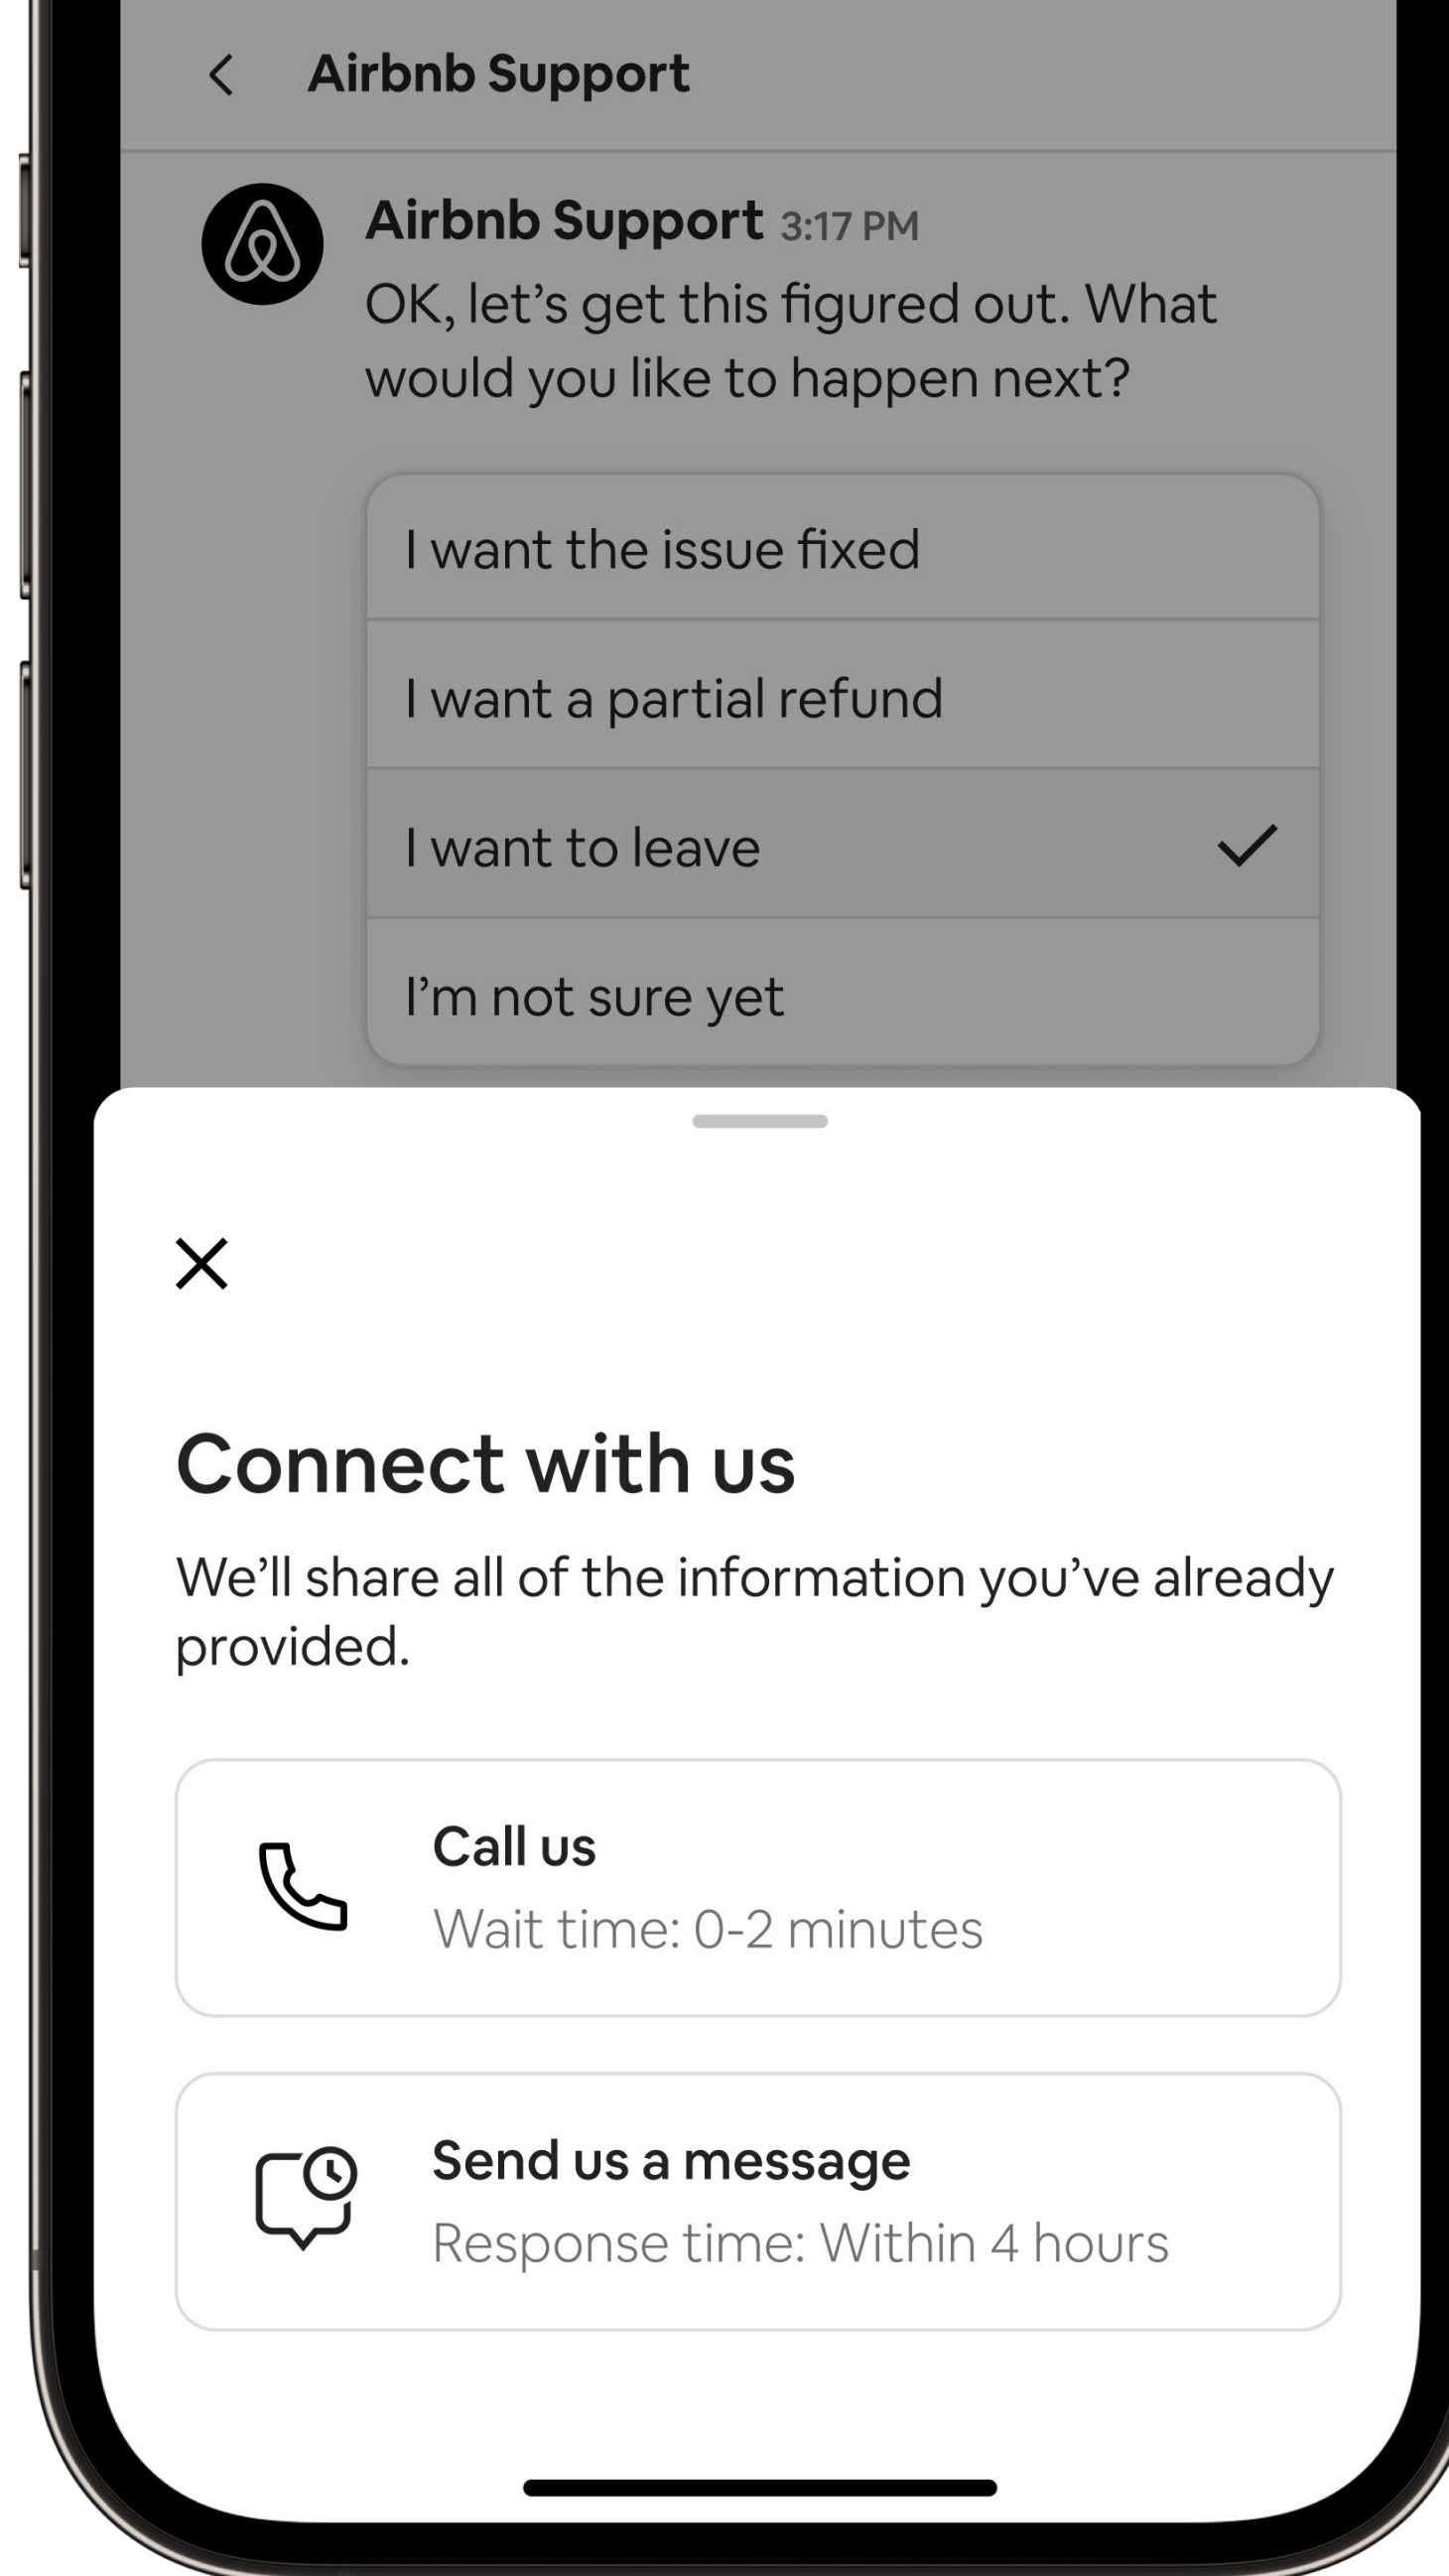 Airbnb Support
Airbnb Support 3:17 PM
OK, let’s get this figured out. What
would you like to happen next?
I want the issue fixed
I want a partial refund
I want to leave
I’m not sure yet
Connect with us
We’ll share all of the information you’ve already
provided.
Call us
Wait time: 0-2 minutes
Send us a message
Response time: Within 4 hours